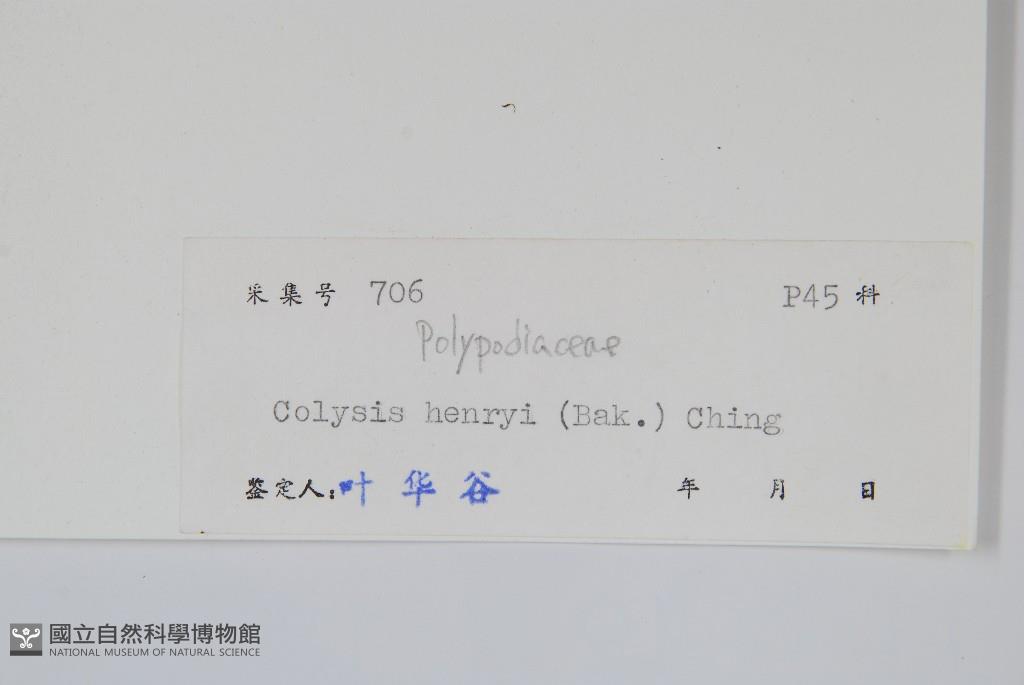 采集号 706 P45 科
Polypodiaceae
Colysis henryi (Bak.) Ching
鉴定人: 叶华谷 年 月 日
國立自然科學博物館
NATIONAL MUSEUM OF NATURAL SCIENCE